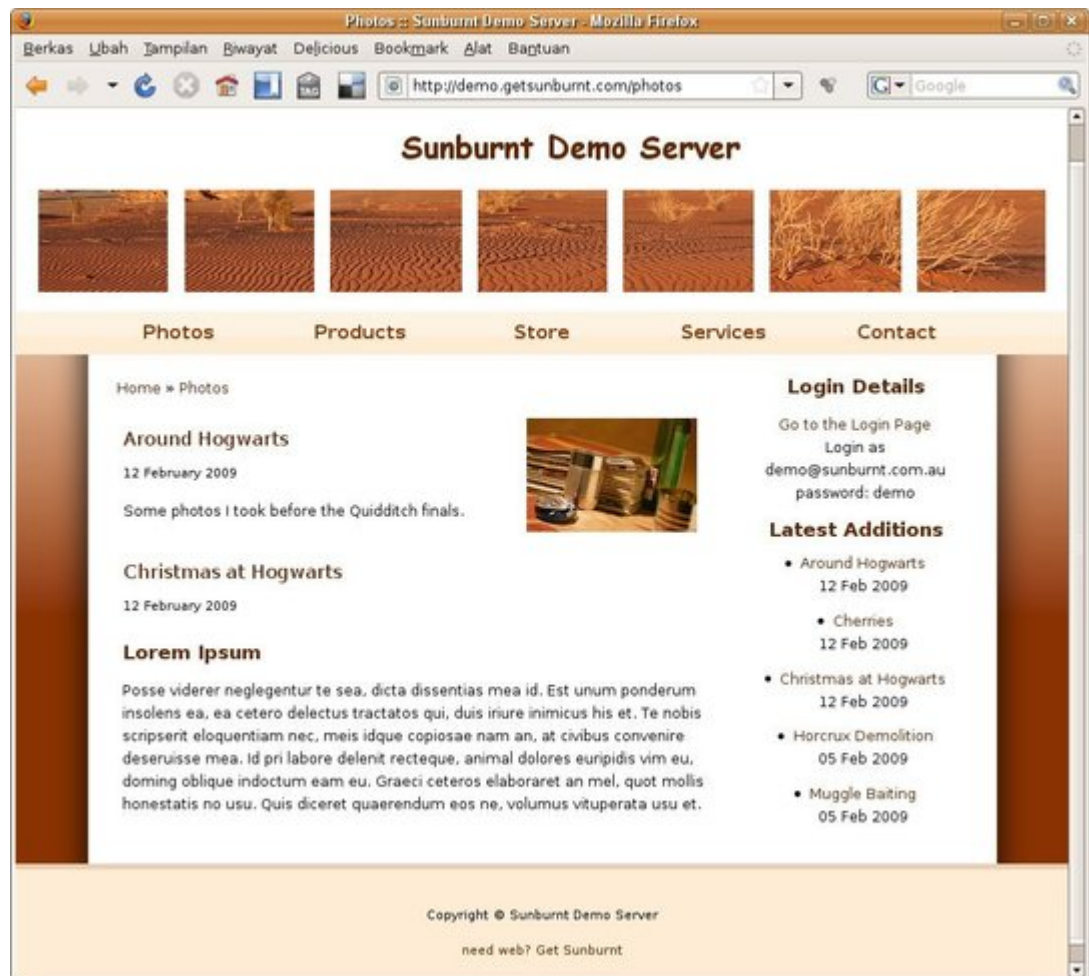 Photos :: Sunburnt Demo Server - Mozilla Firefox
Berkas Ubah Tampilan Riwayat Delicious Bookmark Alat Bantuan
TAG
http://demo.getsunburnt.com/photos
G
Google
Sunburnt Demo Server
Photos Products Store Services Contact
Home » Photos
Around Hogwarts
12 February 2009
Some photos I took before the Quidditch finals.
Christmas at Hogwarts
12 February 2009
Lorem Ipsum
Posse viderer neglegentur te sea, dicta dissentias mea id. Est unum ponderum
insolens ea, ea cetero delectus tractatos qui, duis iriure inimicus his et. Te nobis
scripserit eloquentiam nec, meis idque copiosae nam an, at civibus convenire
deseruisse mea. Id pri labore delenit recteque, animal dolores euripidis vim eu,
doming oblique indoctum eam eu. Graeci ceteros elaboraret an mel, quot mollis
honestatis no usu. Quis diceret quaerendum eos ne, volumus vituperata usu et.
Login Details
Go to the Login Page
Login as
demo@sunburnt.com.au
password: demo
Latest Additions
• Around Hogwarts
12 Feb 2009
• Cherries
12 Feb 2009
• Christmas at Hogwarts
12 Feb 2009
• Horcrux Demolition
05 Feb 2009
• Muggle Baiting
05 Feb 2009
Copyright © Sunburnt Demo Server
need web? Get Sunburnt